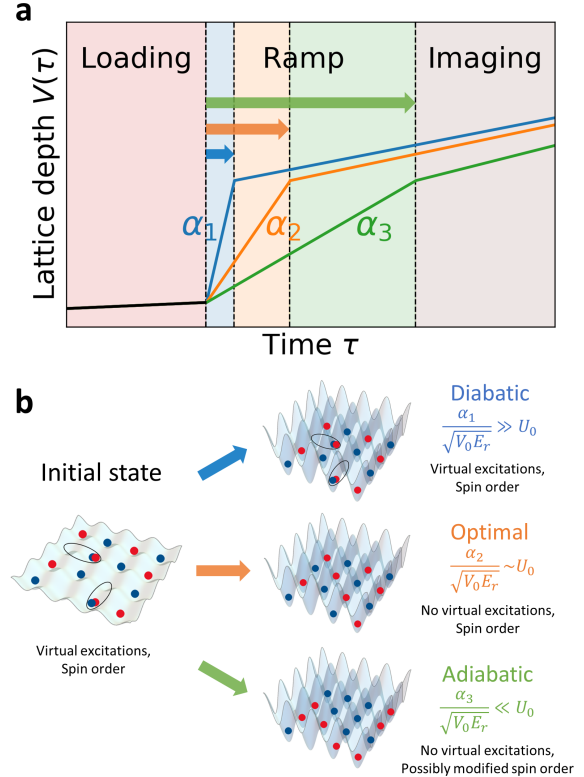 a
Lattice depth V(τ)
Loading
Ramp
Imaging
α₁
α₂
α₃
Time τ
b
Initial state
Virtual excitations,
Spin order
Diabatic
α₁/√V₀Eᵣ ≫ U₀
Virtual excitations,
Spin order
Optimal
α₂/√V₀Eᵣ ~U₀
No virtual excitations,
Spin order
Adiabatic
α₃/√V₀Eᵣ ≪ U₀
No virtual excitations,
Possibly modified spin order